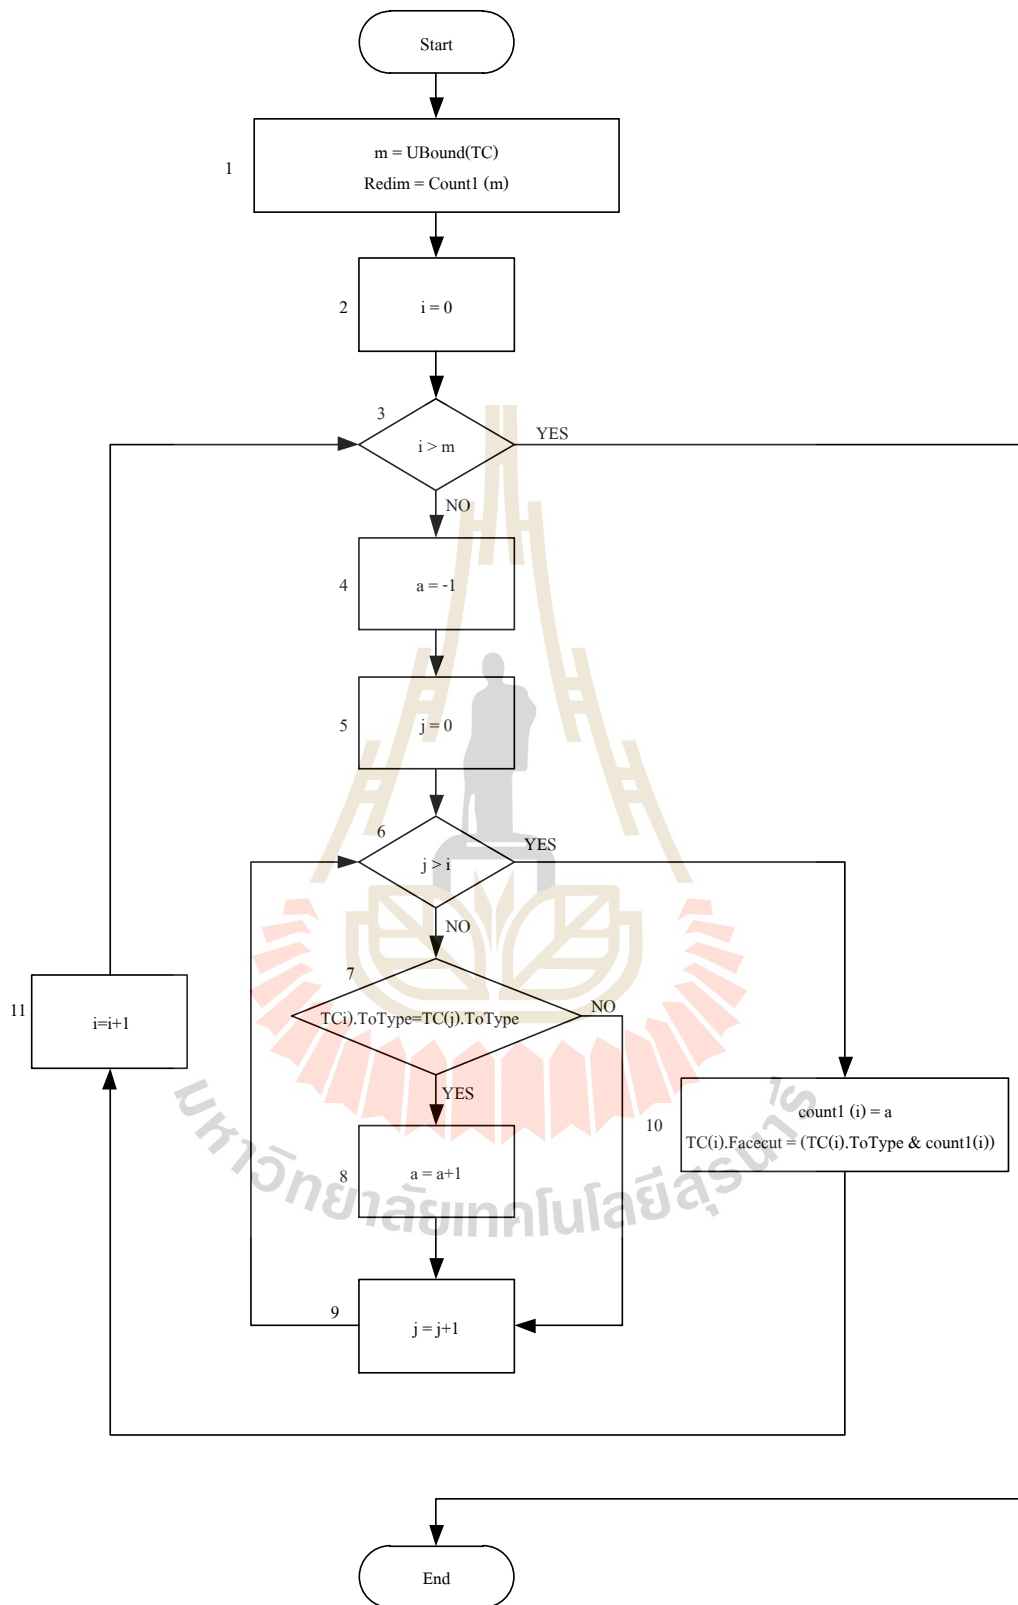 Start
1
m = UBound(TC)
Redim = Count1 (m)
2
i = 0
3
i > m
YES
NO
4
a = -1
5
j = 0
6
j > i
YES
NO
7
TCi).ToType=TC(j).ToType
NO
YES
11
i=i+1
8
a = a+1
10
count1 (i) = a
TC(i).Facecut = (TC(i).ToType & count1(i))
9
j = j+1
มหาวิทยาลัยเทคโนโลยีสุรนารี
End